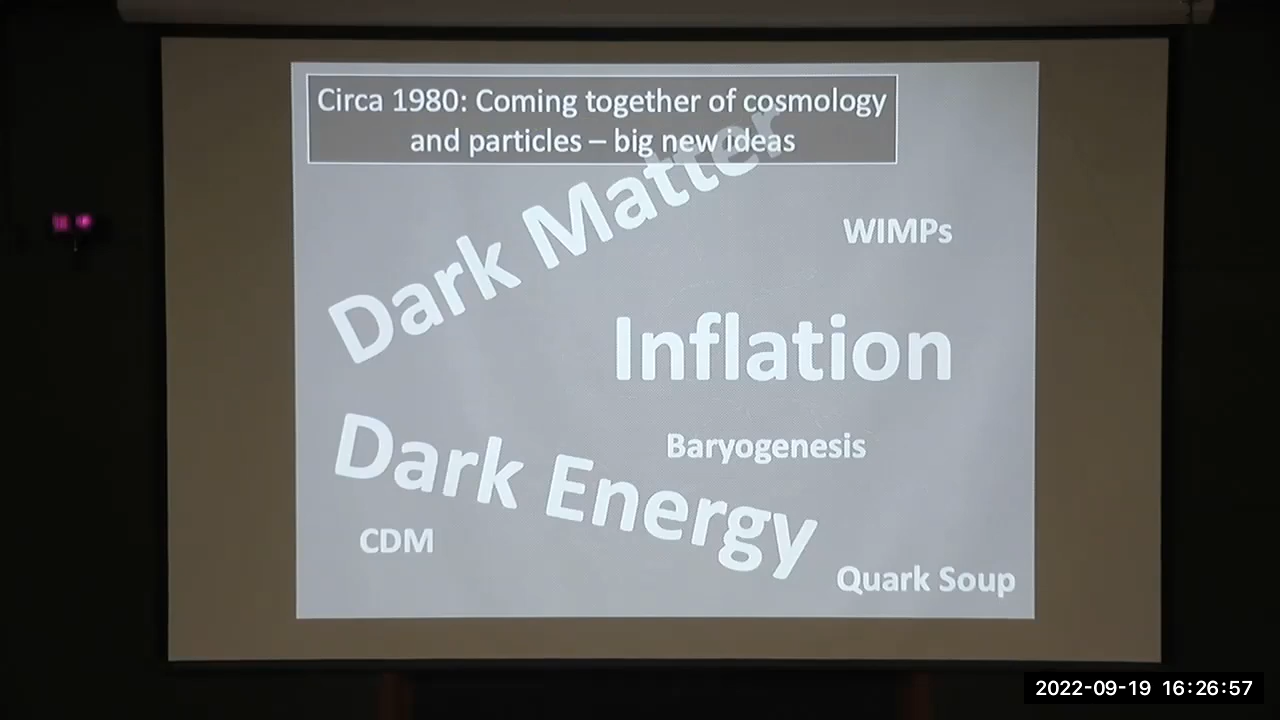 Circa 1980: Coming together of cosmology
and particles – big new ideas
Dark Matter
WIMPs
Inflation
Baryogenesis
Dark Energy
CDM
Quark Soup
2022-09-19 16:26:57